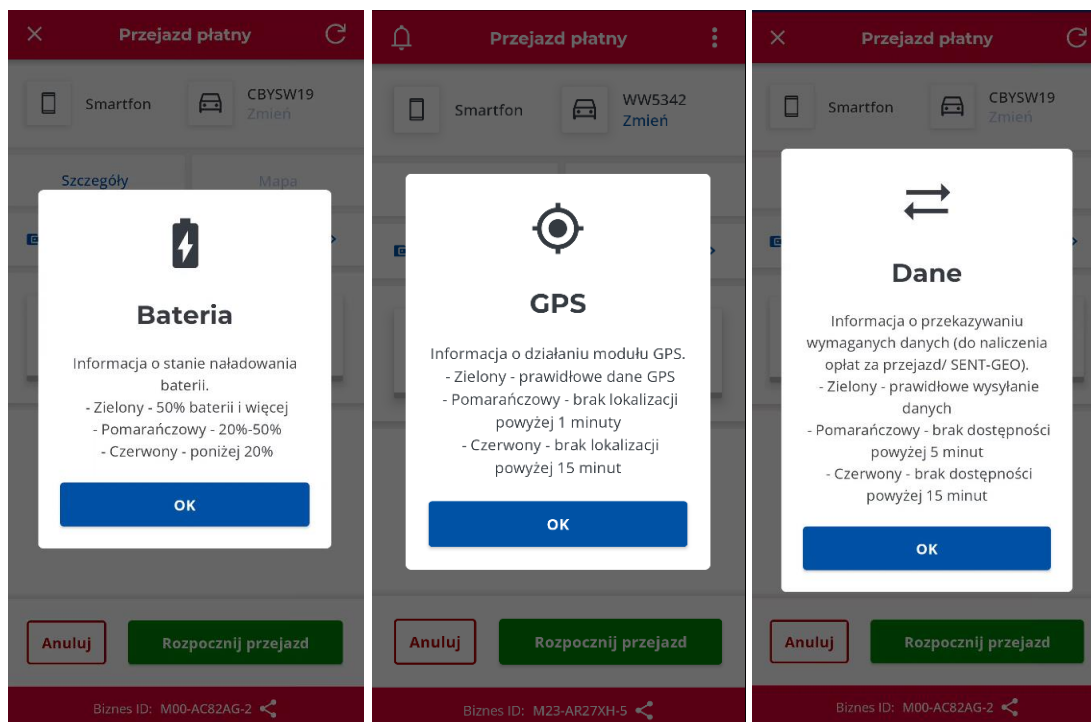 Przejazd płatny
Smartfon
CBYSW19
Zmień
Szczegóły
Mapa
Bateria
Informacja o stanie naładowania
baterii.
- Zielony - 50% baterii i więcej
- Pomarańczowy - 20%-50%
- Czerwony - poniżej 20%
OK
Anuluj
Rozpocznij przejazd
Biznes ID: M00-AC82AG-2
Przejazd płatny
Smartfon
WW5342
Zmień
GPS
Informacja o działaniu modułu GPS.
- Zielony - prawidłowe dane GPS
- Pomarańczowy - brak lokalizacji
powyżej 1 minuty
- Czerwony - brak lokalizacji
powyżej 15 minut
OK
Anuluj
Rozpocznij przejazd
Biznes ID: M23-AR27XH-5
Przejazd płatny
Smartfon
CBYSW19
Zmień
Dane
Informacja o przekazywaniu
wymaganych danych (do naliczenia
opłat za przejazd/ SENT-GEO).
- Zielony - prawidłowe wysyłanie
danych
- Pomarańczowy - brak dostępności
powyżej 5 minut
- Czerwony - brak dostępności
powyżej 15 minut
OK
Anuluj
Rozpocznij przejazd
Biznes ID: M00-AC82AG-2